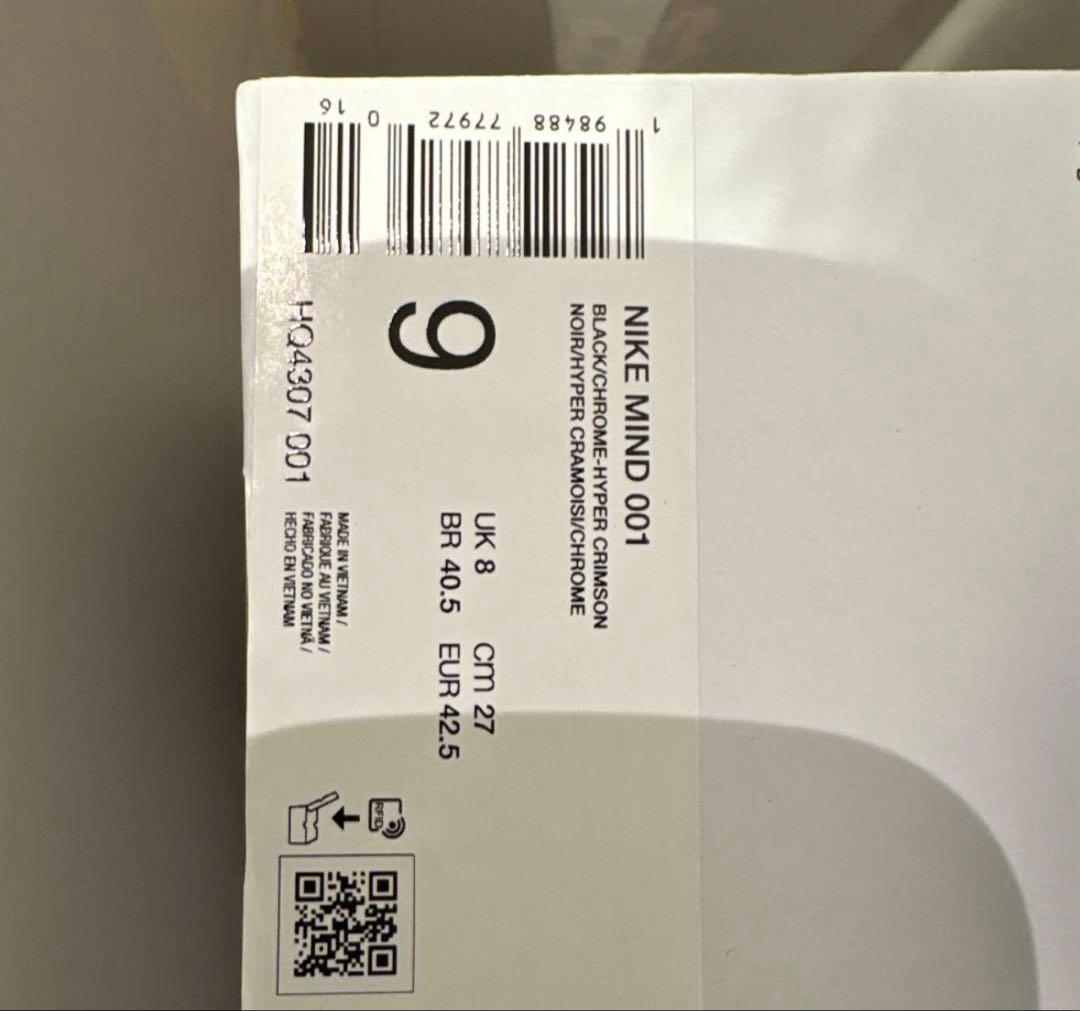 NIKE MIND 001
BLACK/CHROME-HYPER CRIMSON
NOIR/HYPER CRAMOISI/CHROME
9
UK 8 cm 27
BR 40.5 EUR 42.5
HQ4307 001
MADE IN VIETNAM /
FABRIQUE AU VIETNAM /
FABRICADO NO VIETNÃ /
HECHO EN VIETNAM
1 98488 77972 0 16
RFID